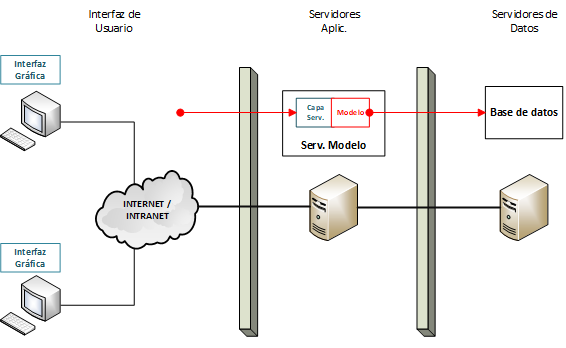 Interfaz de
Usuario
Servidores
Aplic.
Servidores de
Datos
Interfaz
Gráfica
Capa
Serv.
Modelo
Serv. Modelo
Base de datos
INTERNET /
INTRANET
Interfaz
Gráfica